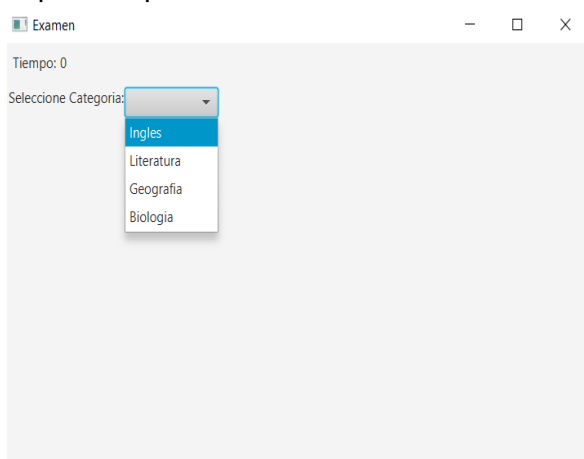 Examen
Tiempo: 0
Seleccione Categoria:
Ingles
Literatura
Geografia
Biologia